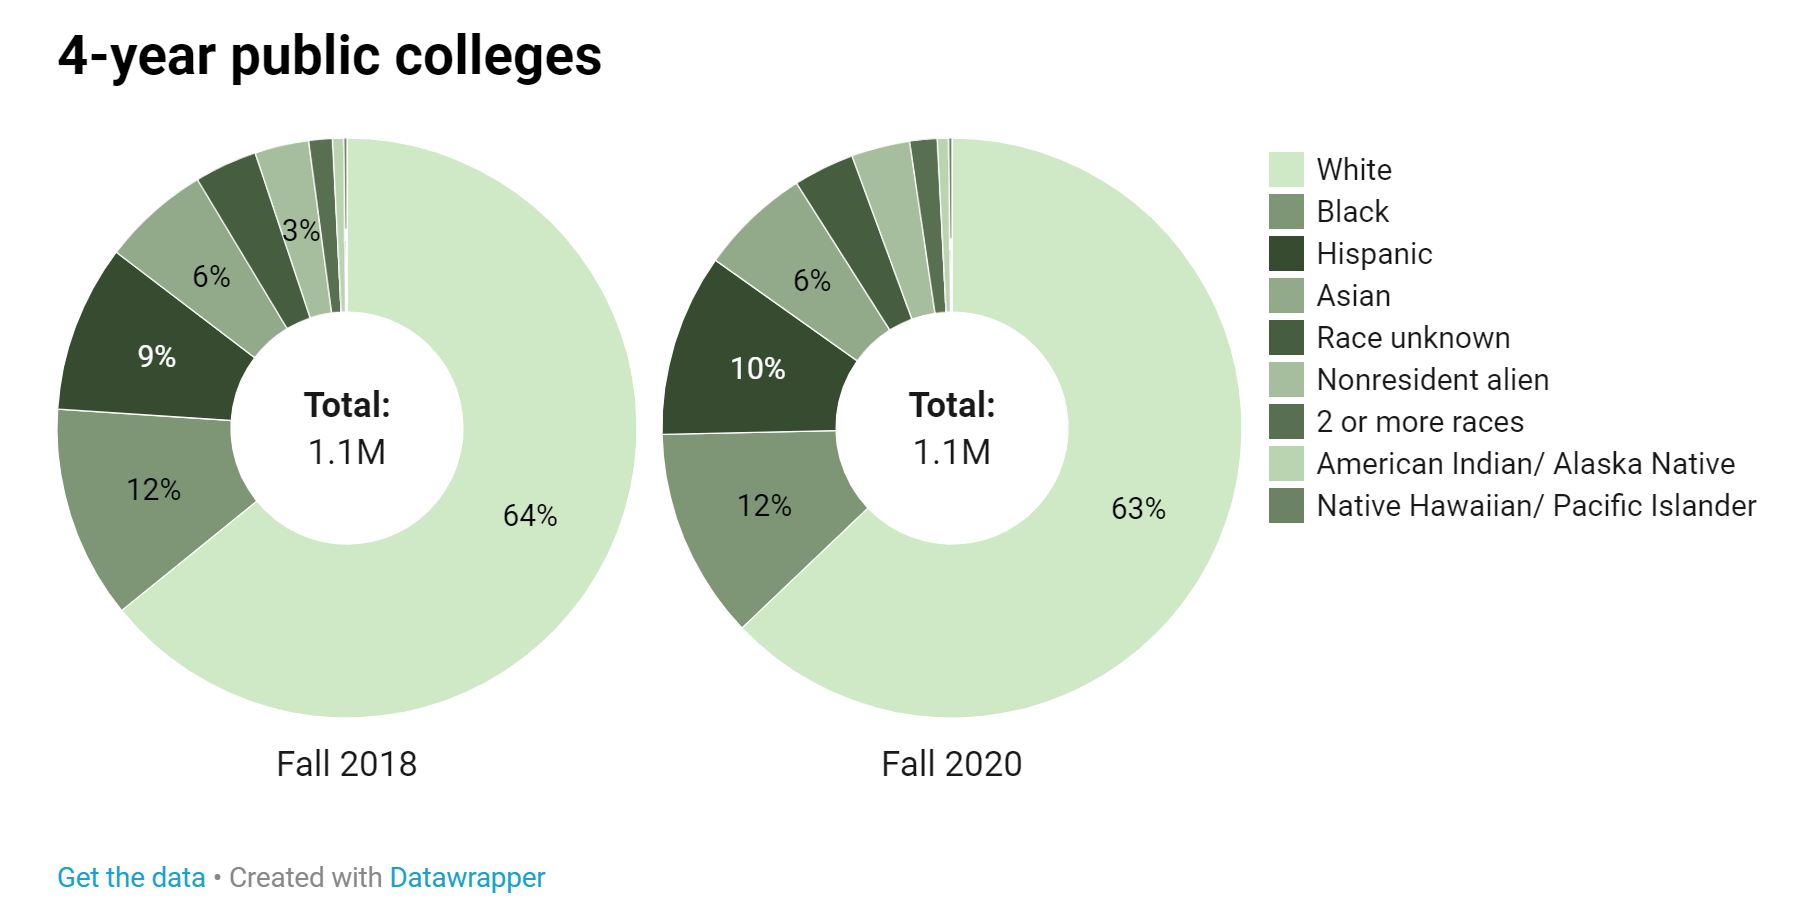 4-year public colleges
3%
6%
9%
12%
64%
Total:
1.1M
Fall 2018
6%
10%
12%
63%
Total:
1.1M
Fall 2020
White
Black
Hispanic
Asian
Race unknown
Nonresident alien
2 or more races
American Indian/ Alaska Native
Native Hawaiian/ Pacific Islander
Get the data • Created with Datawrapper